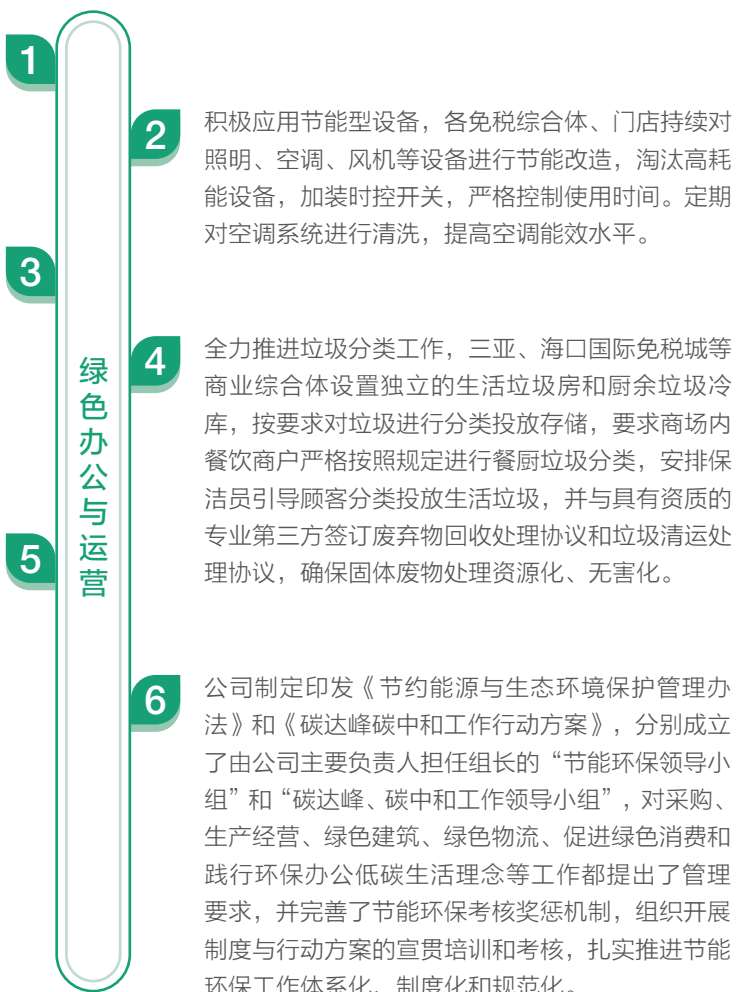 1
2
积极应用节能型设备，各免税综合体、门店持续对
照明、空调、风机等设备进行节能改造，淘汰高耗
能设备，加装时控开关，严格控制使用时间。定期
对空调系统进行清洗，提高空调能效水平。
3
4
全力推进垃圾分类工作，三亚、海口国际免税城等
商业综合体设置独立的生活垃圾房和厨余垃圾冷
库，按要求对垃圾进行分类投放存储，要求商场内
餐饮商户严格按照规定进行餐厨垃圾分类，安排保
洁员引导顾客分类投放生活垃圾，并与具有资质的
专业第三方签订废弃物回收处理协议和垃圾清运处
理协议，确保固体废物处理资源化、无害化。
绿色办公与运营
5
6
公司制定印发《节约能源与生态环境保护管理办
法》和《碳达峰碳中和工作行动方案》，分别成立
了由公司主要负责人担任组长的“节能环保领导小
组”和“碳达峰、碳中和工作领导小组”，对采购、
生产经营、绿色建筑、绿色物流、促进绿色消费和
践行环保办公低碳生活理念等工作都提出了管理
要求，并完善了节能环保考核奖惩机制，组织开展
制度与行动方案的宣贯培训和考核，扎实推进节能
环保工作体系化、制度化和规范化。